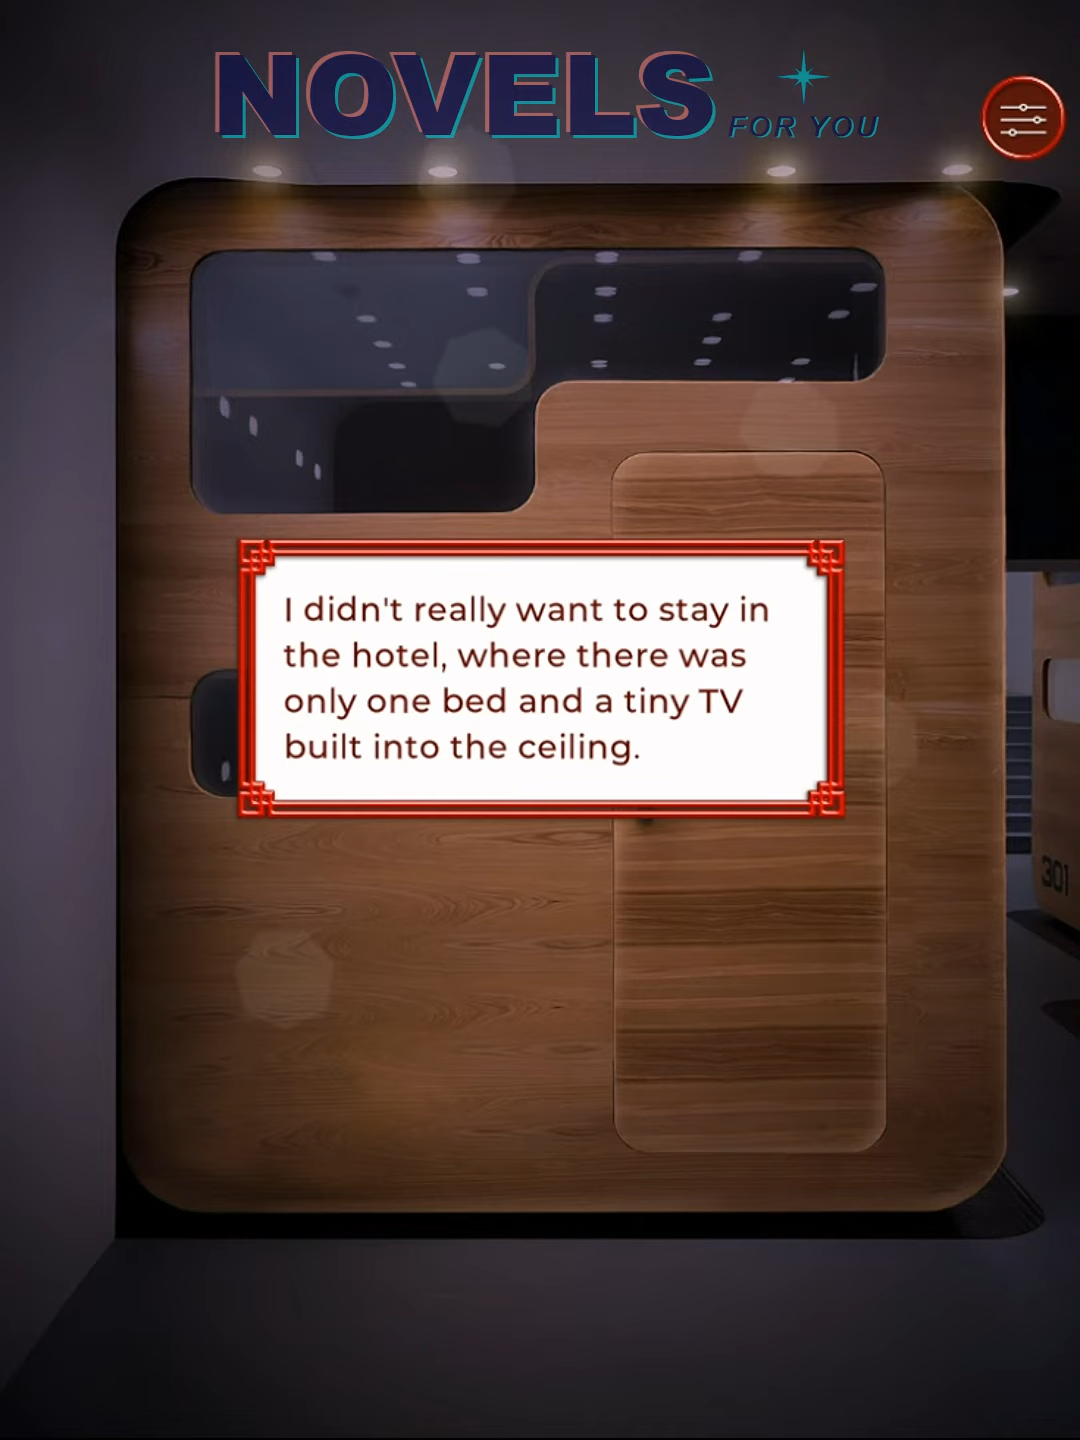 NOVELS
FOR YOU
I didn't really want to stay in
the hotel, where there was
only one bed and a tiny TV
built into the ceiling.
301